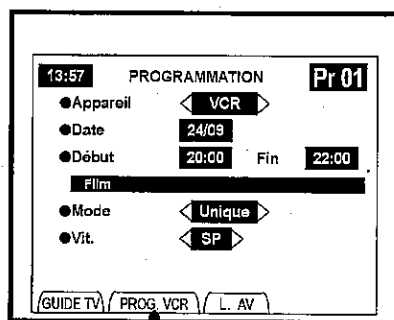 13:57 PROGRAMMATION Pr 01
Appareil VCR
Date 24/09
Début 20:00 Fin 22:00
Film
Mode Unique
Vit. SP
GUIDE TV PROG. VCR L. AV